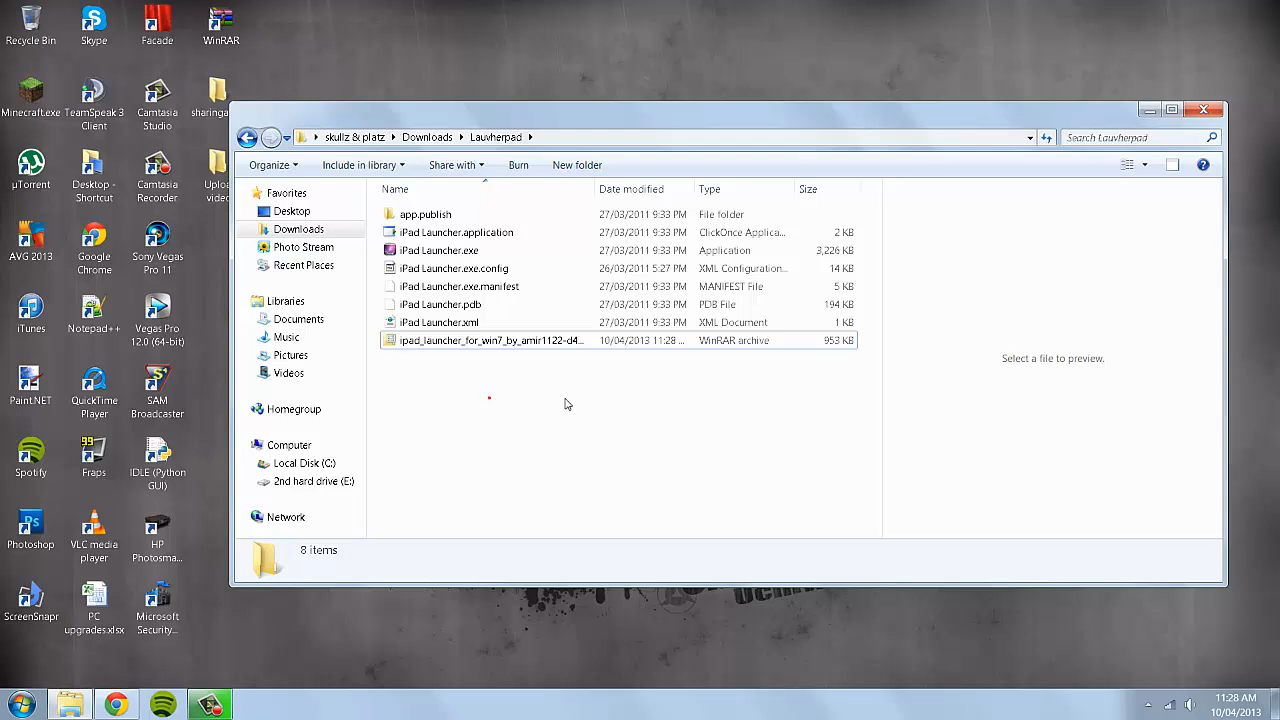 Recycle Bin
Skype
Facade
WinRAR
Minecraft.exe
TeamSpeak 3
Client
Camtasia
Studio
sharinga
µTorrent
Desktop -
Shortcut
Camtasia
Recorder
Uplo
video
AVG 2013
Google
Chrome
Sony Vegas
Pro 11
iTunes
Notepad++
Vegas Pro
12.0 (64-bit)
Paint.NET
QuickTime
Player
SAM
Broadcaster
Spotify
99
Fraps
IDLE (Python
GUI)
Ps
Photoshop
VLC media
player
HP
Photosma...
ScreenSnapr
PC
upgrades.xlsx
Microsoft
Security...
skullz & platz
Downloads
Lauvherpad
Search Lauvherpad
Organize
Include in library
Share with
Burn
New folder
Favorites
Desktop
Downloads
Photo Stream
Recent Places
Libraries
Documents
Music
Pictures
Videos
Homegroup
Computer
Local Disk (C:)
2nd hard drive (E:)
Network
Name Date modified Type Size
app.publish 27/03/2011 9:33 PM File folder
iPad Launcher.application 27/03/2011 9:33 PM ClickOnce Applica... 2 KB
iPad Launcher.exe 27/03/2011 9:33 PM Application 3,226 KB
iPad Launcher.exe.config 26/03/2011 5:27 PM XML Configuration... 14 KB
iPad Launcher.exe.manifest 27/03/2011 9:33 PM MANIFEST File 5 KB
iPad Launcher.pdb 27/03/2011 9:33 PM PDB File 194 KB
iPad Launcher.xml 27/03/2011 9:33 PM XML Document 1 KB
ipad_launcher_for_win7_by_amir1122-d4... 10/04/2013 11:28 ... WinRAR archive 953 KB
Select a file to preview.
8 items
11:28 AM
10/04/2013